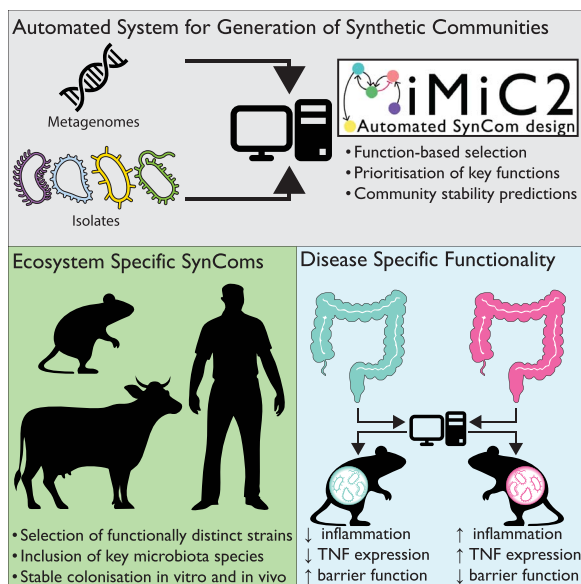 Automated System for Generation of Synthetic Communities
Metagenomes
Isolates
iMiC2
Automated SynCom design
• Function-based selection
• Prioritisation of key functions
• Community stability predictions
Ecosystem Specific SynComs
• Selection of functionally distinct strains
• Inclusion of key microbiota species
• Stable colonisation in vitro and in vivo
Disease Specific Functionality
↓ inflammation
↓ TNF expression
↑ barrier function
↑ inflammation
↑ TNF expression
↓ barrier function